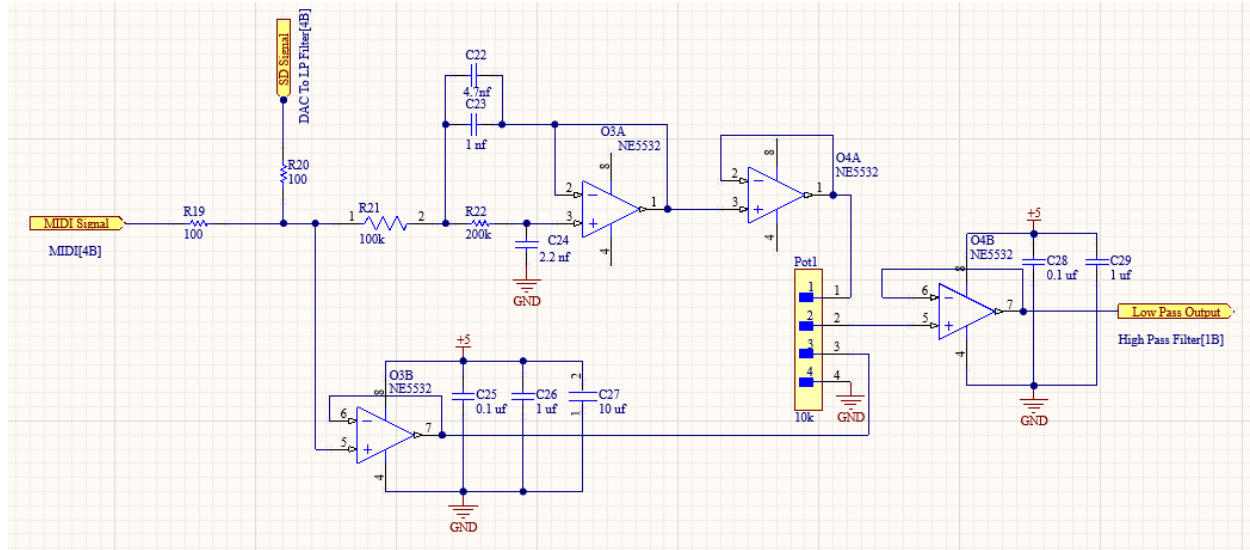 SD Signal
DAC To LP Filter[4B]
R20
100
MIDI Signal
MIDI[4B]
R19
100
1
R21
2
100k
C22
4.7nf
C23
1 nf
R22
200k
C24
2.2 nf
GND
O3A
NE5532
8
2
3
1
4
O4A
NE5532
8
2
3
1
4
Pot1
1
1
2
2
3
3
4
4
10k
GND
+5
O4B
NE5532
8
6
5
7
4
C28
0.1 uf
C29
1 uf
GND
Low Pass Output
High Pass Filter[1B]
+5
O3B
NE5532
8
6
5
7
4
C25
0.1 uf
C26
1 uf
2
C27
1
10 uf
GND